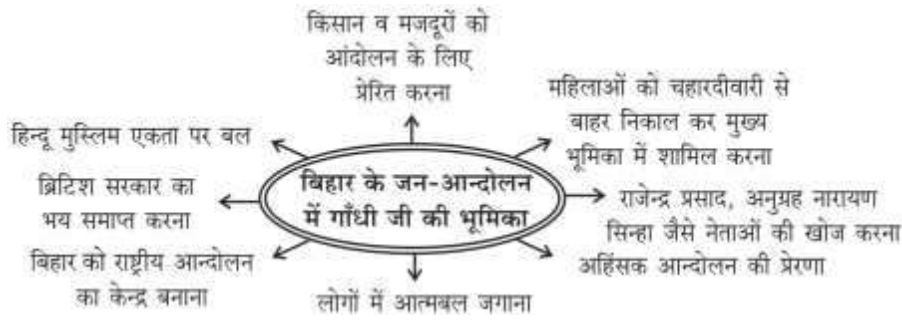 किसान व मजदूरों को
आंदोलन के लिए
प्रेरित करना
महिलाओं को चहारदीवारी से
बाहर निकाल कर मुख्य
भूमिका में शामिल करना
हिन्दू मुस्लिम एकता पर बल
ब्रिटिश सरकार का
भय समाप्त करना
बिहार के जन-आन्दोलन
में गाँधी जी की भूमिका
राजेन्द्र प्रसाद, अनुग्रह नारायण
सिन्हा जैसे नेताओं की खोज करना
बिहार को राष्ट्रीय आन्दोलन
का केन्द्र बनाना
अहिंसक आन्दोलन की प्रेरणा
लोगों में आत्मबल जगाना